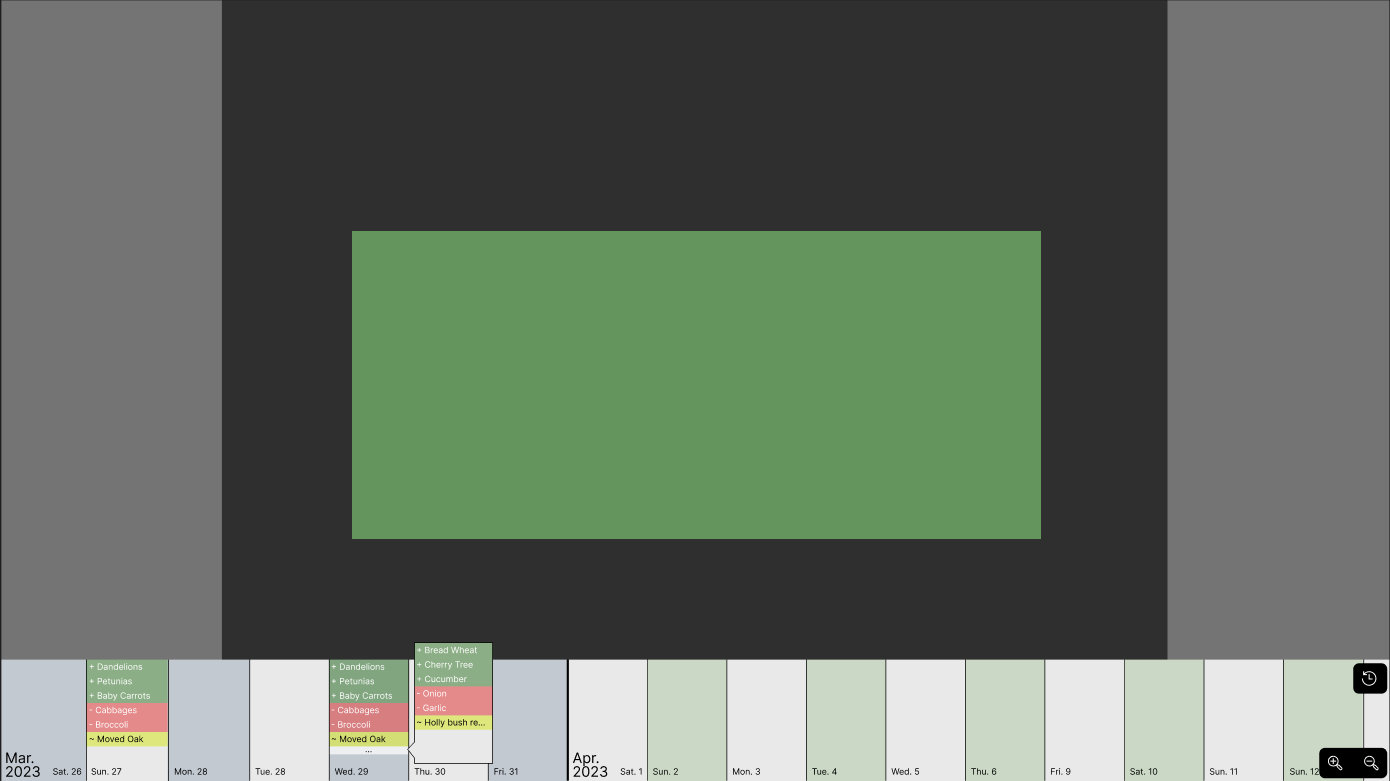 + Dandelions
+ Petunias
+ Baby Carrots
- Cabbages
- Broccoli
~ Moved Oak
+ Dandelions
+ Petunias
+ Baby Carrots
- Cabbages
- Broccoli
~ Moved Oak
...
+ Bread Wheat
+ Cherry Tree
+ Cucumber
- Onion
- Garlic
~ Holly bush re...
Mar.
2023
Sat. 26
Sun. 27
Mon. 28
Tue. 28
Wed. 29
Thu. 30
Fri. 31
Apr.
2023
Sat. 1
Sun. 2
Mon. 3
Tue. 4
Wed. 5
Thu. 6
Fri. 9
Sat. 10
Sun. 11
Sun. 12